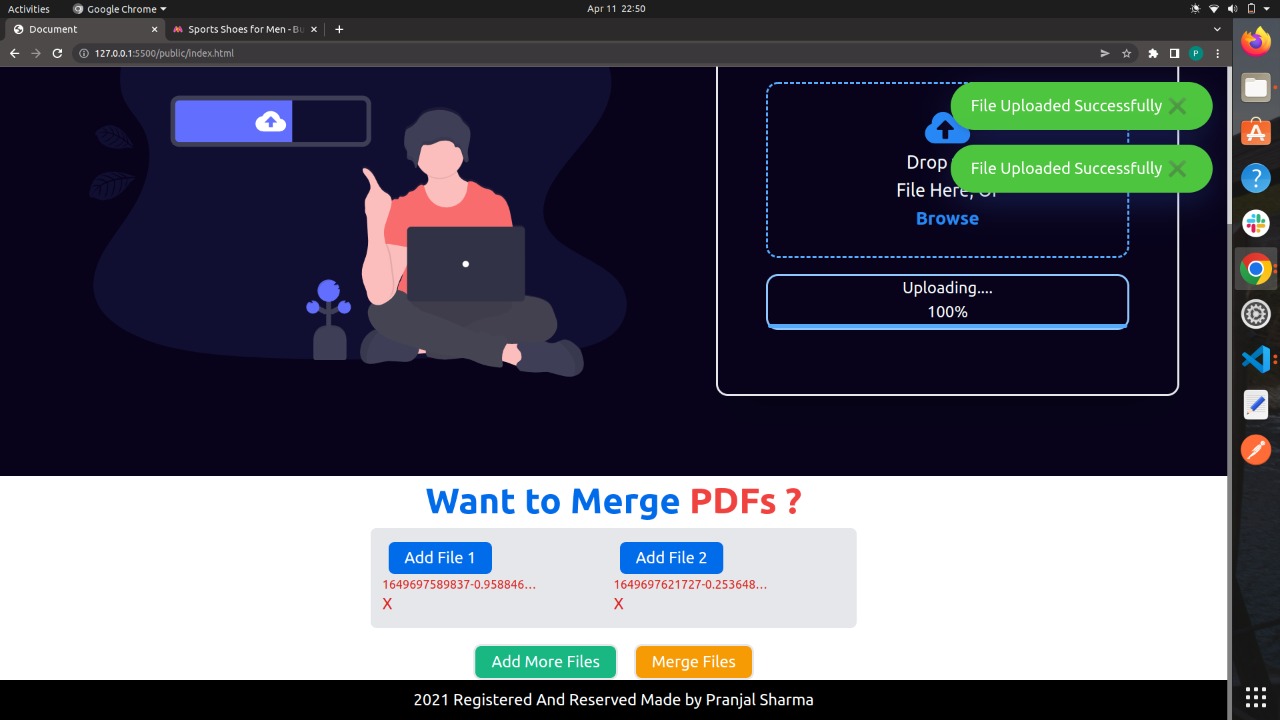 Activities
Google Chrome
Apr 11 22:50
Document
Sports Shoes for Men - Bu
127.0.0.1:5500/public/index.html
P
File Uploaded Successfully
File Uploaded Successfully
Drop
File Here, Or
Browse
Uploading....
100%
Want to Merge PDFs ?
Add File 1
Add File 2
1649697589837-0.958846...
1649697621727-0.253648...
X
X
Add More Files
Merge Files
2021 Registered And Reserved Made by Pranjal Sharma